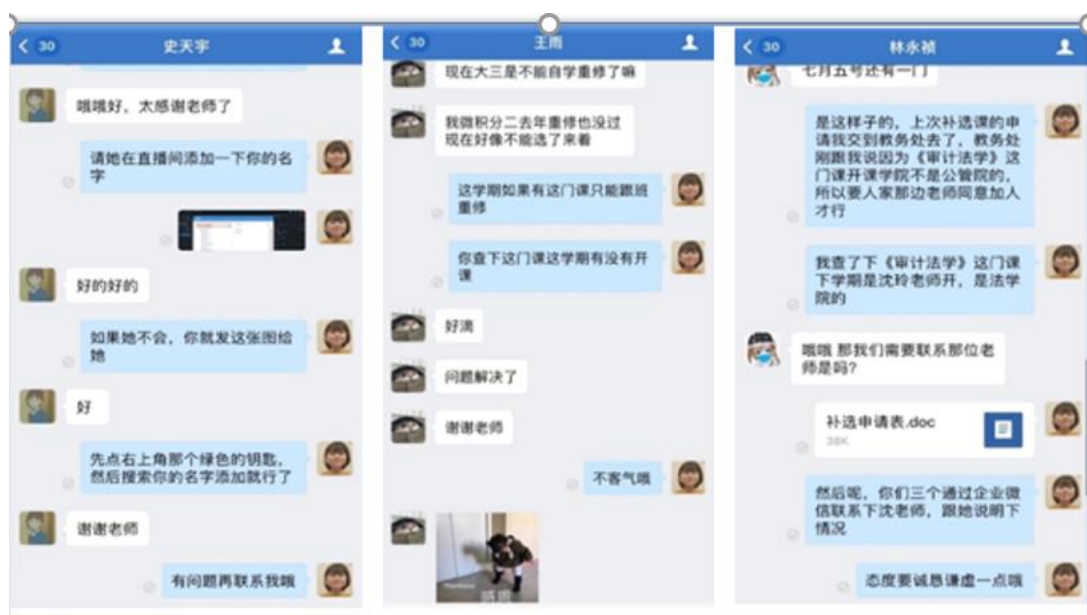 30
史天宇
哦哦好，太感谢老师了
请她在直播间添加一下你的名
字
好的好的
如果她不会，你就发这张图给
她
好
先点右上角那个绿色的钥匙，
然后搜索你的名字添加就行了
谢谢老师
有问题再联系我哦
30
王雨
现在大三是不能自学重修了嘛
我微积分二去年重修也没过
现在好像不能选了来着
这学期如果有这门课只能跟班
重修
你查下这门课这学期有没有开
课
好滴
问题解决了
谢谢老师
不客气哦
感恩
30
林永祯
七月五号还有一门
是这样子的，上次补选课的申
请我交到教务处去了，教务处
刚跟我说因为《审计法学》这
门课开课学院不是公管院的，
所以要人家那边老师同意加人
才行
我查了下《审计法学》这门课
下学期是沈玲老师开，是法学
院的
哦哦 那我们需要联系那位老
师是吗？
补选申请表.doc
38K
然后呢，你们三个通过企业微
信联系下沈老师，跟她说明下
情况
态度要诚恳谦虚一点哦